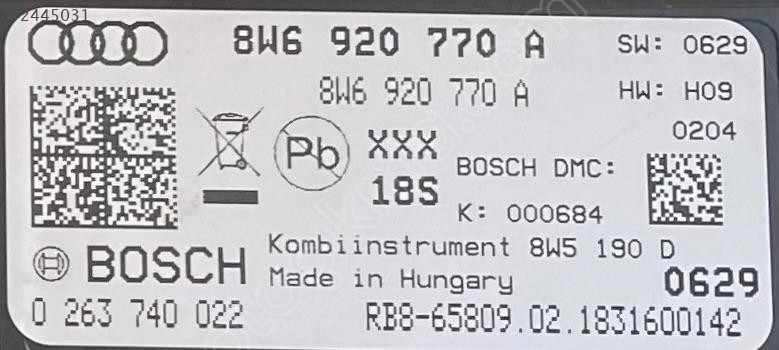 2445031
8W6 920 770 A SW: 0629
8W6 920 770 A HW: H09
0204
Pb XXX
18S
BOSCH DMC:
K: 000684
BOSCH Kombiinstrument 8W5 190 D
Made in Hungary 0629
0 263 740 022 RB8-65809.02.1831600142